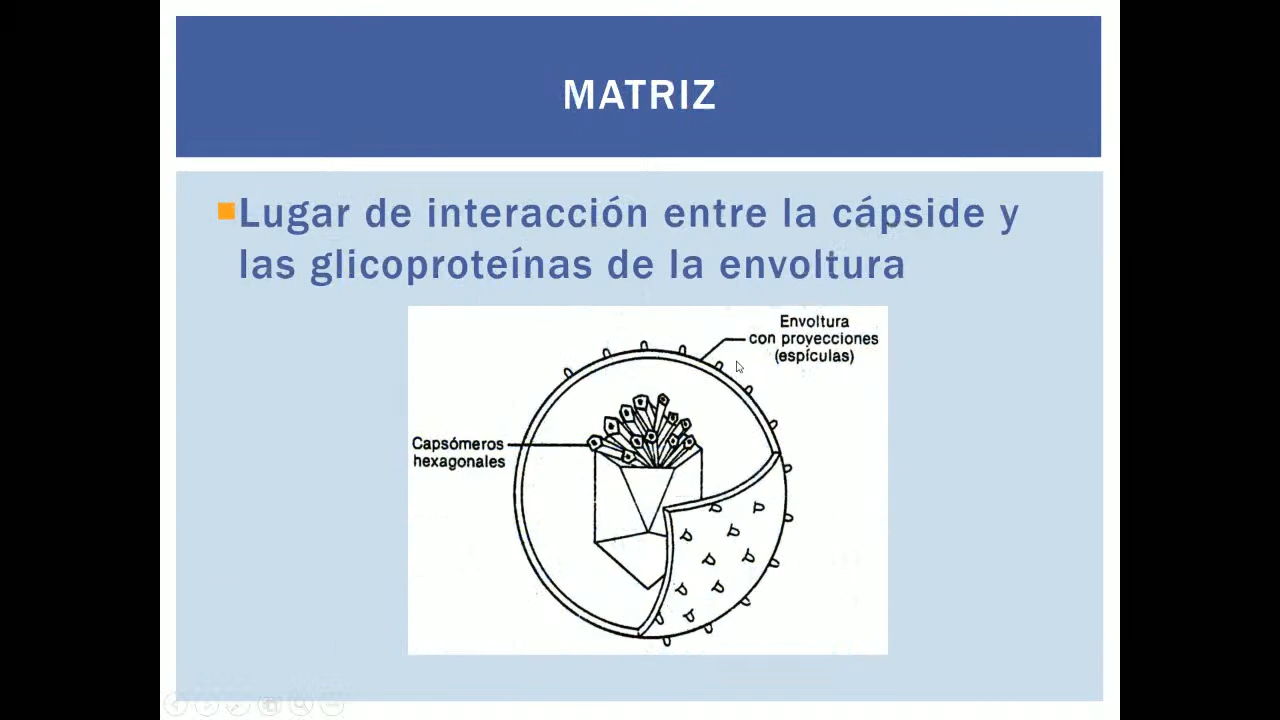 MATRIZ
Lugar de interacción entre la cápside y
las glicoproteínas de la envoltura
Envoltura
con proyecciones
(espículas)
Capsómeros
hexagonales